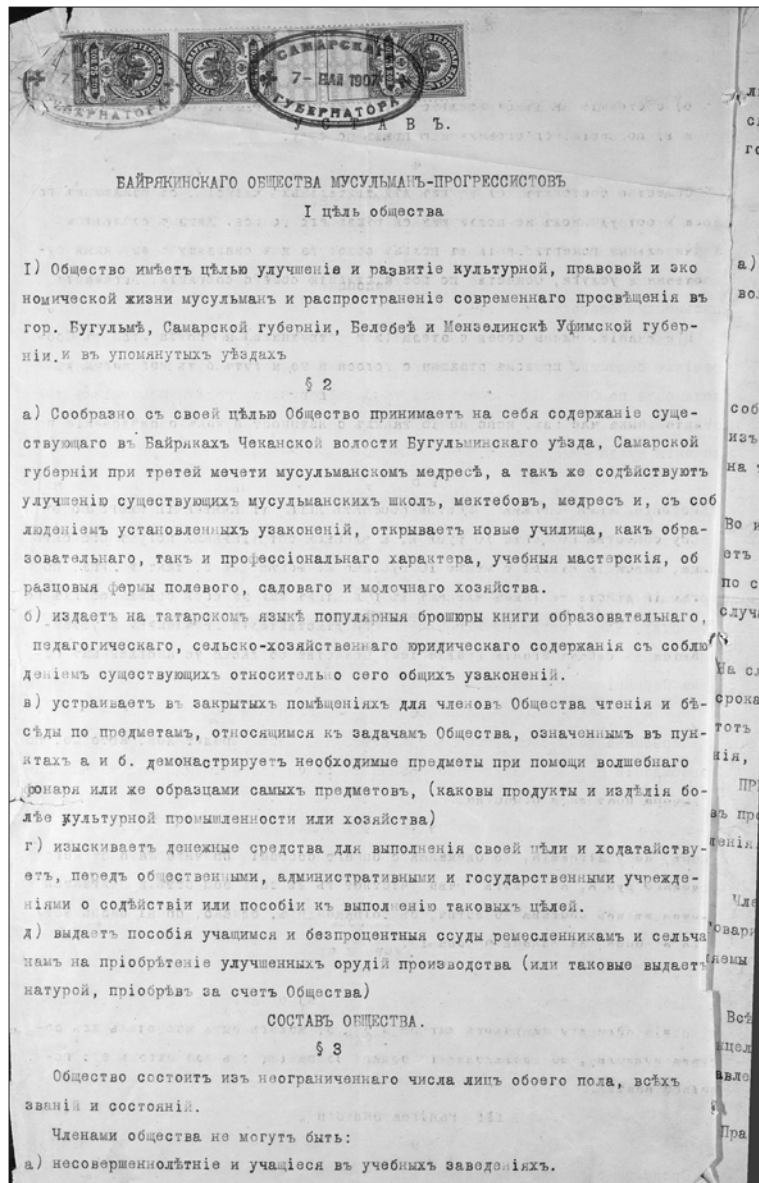 САМАРСКАГО
7- МАЯ 1907
ГУБЕРНАТОРА
УСТАВЪ.
БАЙРЯКИНСКАГО ОБЩЕСТВА МУСУЛЬМАНЪ-ПРОГРЕССИСТОВЪ
I цѣль общества
I) Общество имѣетъ цѣлью улучшеніе и развитіе культурной, правовой и эко
номической жизни мусульманъ и распространеніе современнаго просвѣщенія въ
гор. Бугульмѣ, Самарской губерніи, Белебеѣ и Мензелинскѣ Уфимской губер-
ніи.и въ упомянутыхъ уѣздахъ
§ 2
а) Сообразно съ своей цѣлью Общество принимаетъ на себя содержаніе суще-
ствующаго въ Байрякахъ Чеканской волости Бугульминскаго уѣзда, Самарской
губерніи при третей мечети мусульманскомъ медресѣ, а такъ же содѣйствуютъ
улучшенію существующихъ мусульманскихъ школъ, мектебовъ, медресъ и, съ соб
люденіемъ установленныхъ узаконеній, открываетъ новые училища, какъ обра-
зовательнаго, такъ и профессіональнаго характера, учебныя мастерскія, об
разцовыя фермы полевого, садоваго и молочнаго хозяйства.
б) издаетъ на татарскомъ языкѣ популярныя брошюры книги образовательнаго,
педагогическаго, сельско-хозяйственнаго юридическаго содержанія съ соблю
деніемъ существующихъ относительно сего общихъ узаконеній.
в) устраиваетъ въ закрытыхъ помѣщеніяхъ для членовъ Общества чтенія и бѣ-
сѣды по предметамъ, относящимся къ задачамъ Общества, означеннымъ въ пун-
ктахъ а и б. демонастрируетъ необходимые предметы при помощи волшебнаго
фонаря или же образцами самыхъ предметовъ, (каковы продукты и издѣлія бо-
лѣе культурной промышленности или хозяйства)
г) изыскиваетъ денежные средства для выполненія своей цѣли и ходатайству-
етъ, передъ общественными, административными и государственными учрежде-
ніями о содѣйствіи или пособіи къ выполненію таковыхъ цѣлей.
д) выдаетъ пособія учащимся и безпроцентныя ссуды ремесленникамъ и сельча
намъ на пріобрѣтеніе улучшенныхъ орудій производства (или таковые выдаетъ
натурой, пріобрѣвъ за счетъ Общества)
СОСТАВЪ ОБЩЕСТВА.
§ 3
Общество состоитъ изъ неограниченнаго числа лицъ обоего пола, всѣхъ
званій и состояній.
Членами общества не могутъ быть:
а) несовершеннолѣтніе и учащіеся въ учебныхъ заведеніяхъ.